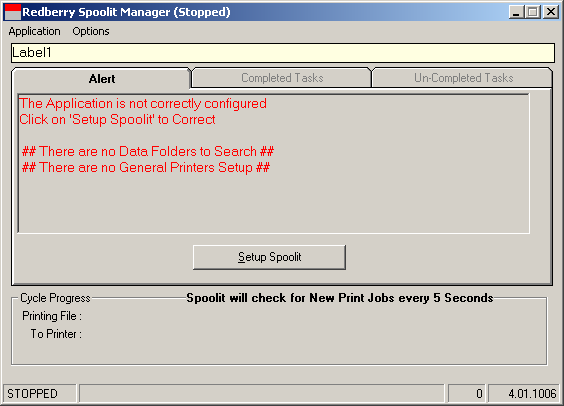 Redberry Spoolit Manager (Stopped)
Application Options
Label1
Alert Completed Tasks Un-Completed Tasks
The Application is not correctly configured
Click on 'Setup Spoolit' to Correct
## There are no Data Folders to Search ##
## There are no General Printers Setup ##
Setup Spoolit
Cycle Progress Spoolit will check for New Print Jobs every 5 Seconds
Printing File :
To Printer :
STOPPED 0 4.01.1006